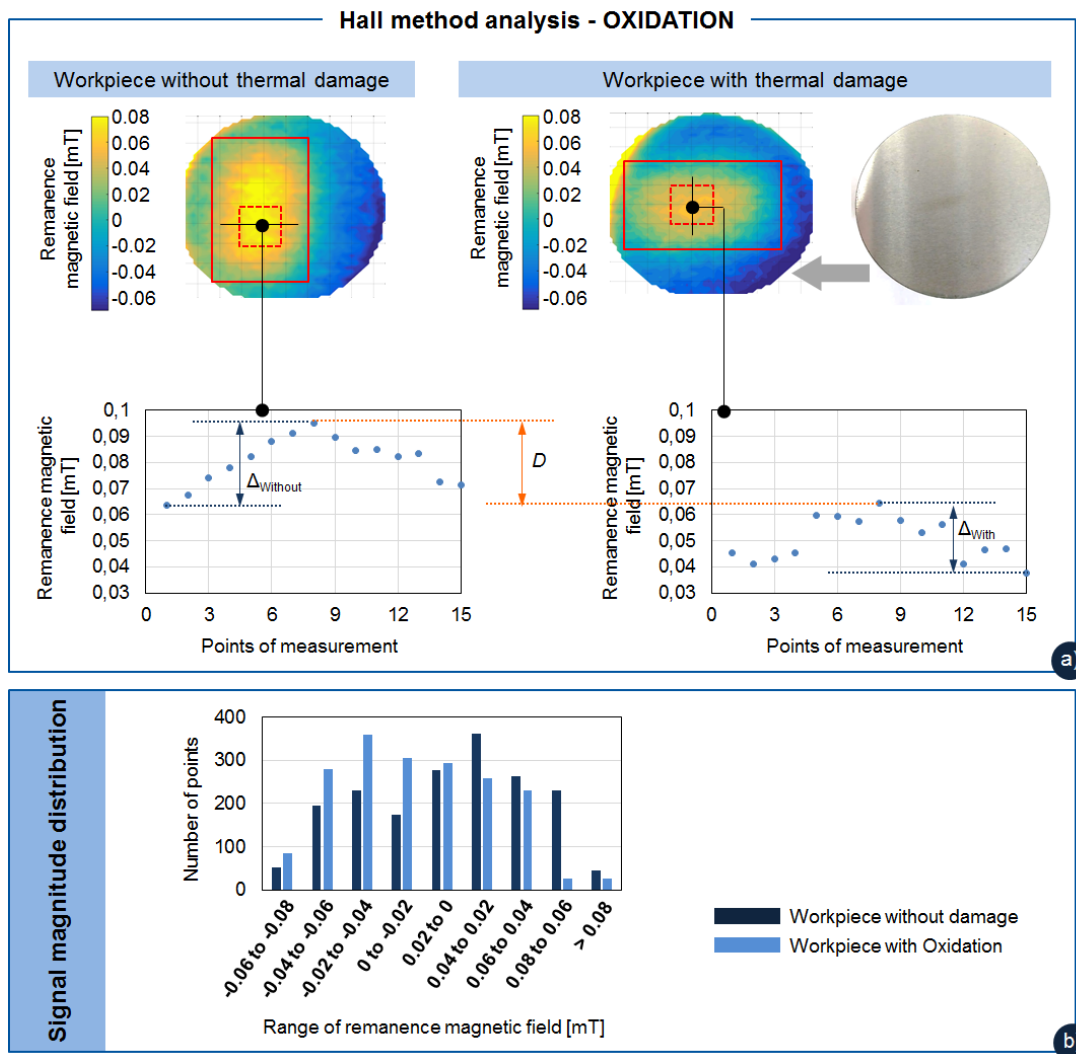 Hall method analysis - OXIDATION
Workpiece without thermal damage
Workpiece with thermal damage
Remanence
magnetic field [mT]
0.08
0.06
0.04
0.02
0
-0.02
-0.04
-0.06
Remanence
magnetic field [mT]
0.08
0.06
0.04
0.02
0
-0.02
-0.04
-0.06
Remanence magnetic
field [mT]
0,1
0,09
0,08
0,07
0,06
0,05
0,04
0,03
0 3 6 9 12 15
Points of measurement
ΔWithout
D
Remanence magnetic
field [mT]
0,1
0,09
0,08
0,07
0,06
0,05
0,04
0,03
0 3 6 9 12 15
Points of measurement
ΔWith
a)
Signal magnitude distribution
Number of points
400
300
200
100
0
-0.06 to -0.08
-0.04 to -0.06
-0.02 to -0.04
0 to -0.02
0.02 to 0
0.04 to 0.02
0.06 to 0.04
0.08 to 0.06
> 0.08
Range of remanence magnetic field [mT]
Workpiece without damage
Workpiece with Oxidation
b